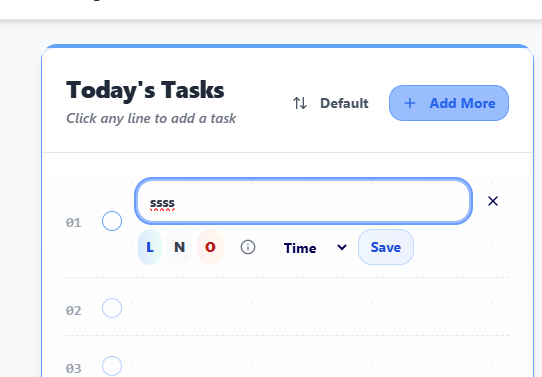 Today's Tasks
Click any line to add a task
Default
+ Add More
01
ssss
×
L N O
Time
Save
02
03